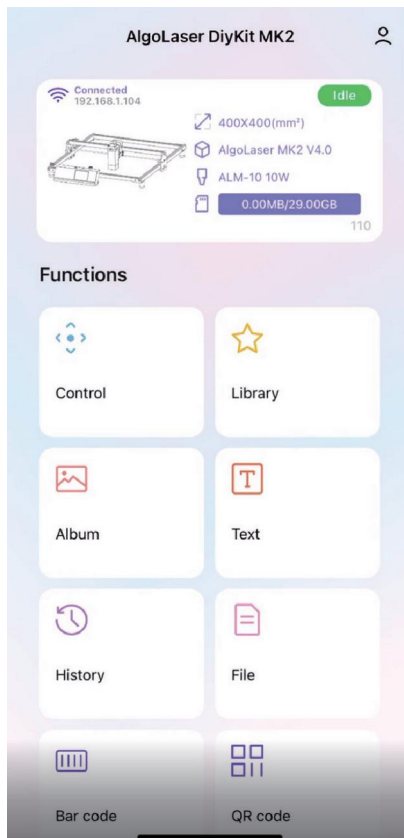 AlgoLaser DiyKit MK2
Connected
192.168.1.104
Idle
400X400(mm²)
AlgoLaser MK2 V4.0
ALM-10 10W
0.00MB/29.00GB
110
Functions
Control
Library
Album
T
Text
History
File
Bar code
QR code